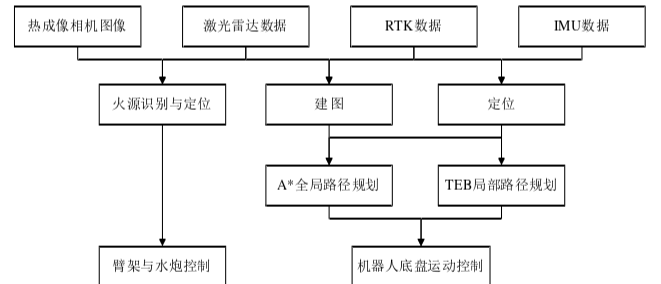 热成像相机图像
激光雷达数据
RTK数据
IMU数据
火源识别与定位
建图
定位
A*全局路径规划
TEB局部路径规划
臂架与水炮控制
机器人底盘运动控制